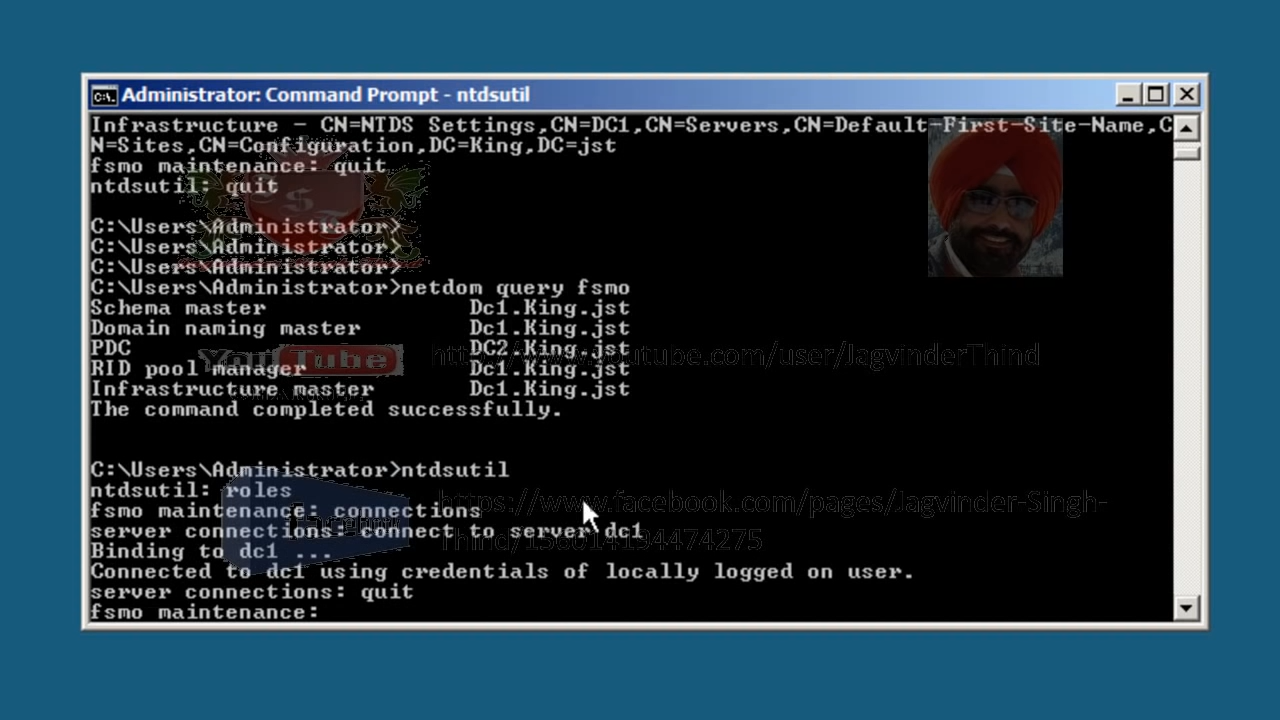 Administrator: Command Prompt - ntdsutil
Infrastructure - CN=NTDS Settings,CN=DC1,CN=Servers,CN=Default-First-Site-Name,C
N=Sites,CN=Configuration,DC=King,DC=jst
fsmo maintenance: quit
ntdsutil: quit
C:\Users\Administrator>
C:\Users\Administrator>
C:\Users\Administrator>
C:\Users\Administrator>netdom query fsmo
Schema master Dc1.King.jst
Domain naming master Dc1.King.jst
PDC DC2.King.jst
YouTube http://www.youtube.com/user/JagvinderThind
RID pool manager Dc1.King.jst
Infrastructure master Dc1.King.jst
The command completed successfully.
C:\Users\Administrator>ntdsutil
ntdsutil: roles
https://www.facebook.com/pages/Jagvinder-Singh-
fsmo maintenance: connections
facebook
server connections: connect to server dc1
Binding to dc1 ...
Connected to dc1 using credentials of locally logged on user.
server connections: quit
fsmo maintenance: